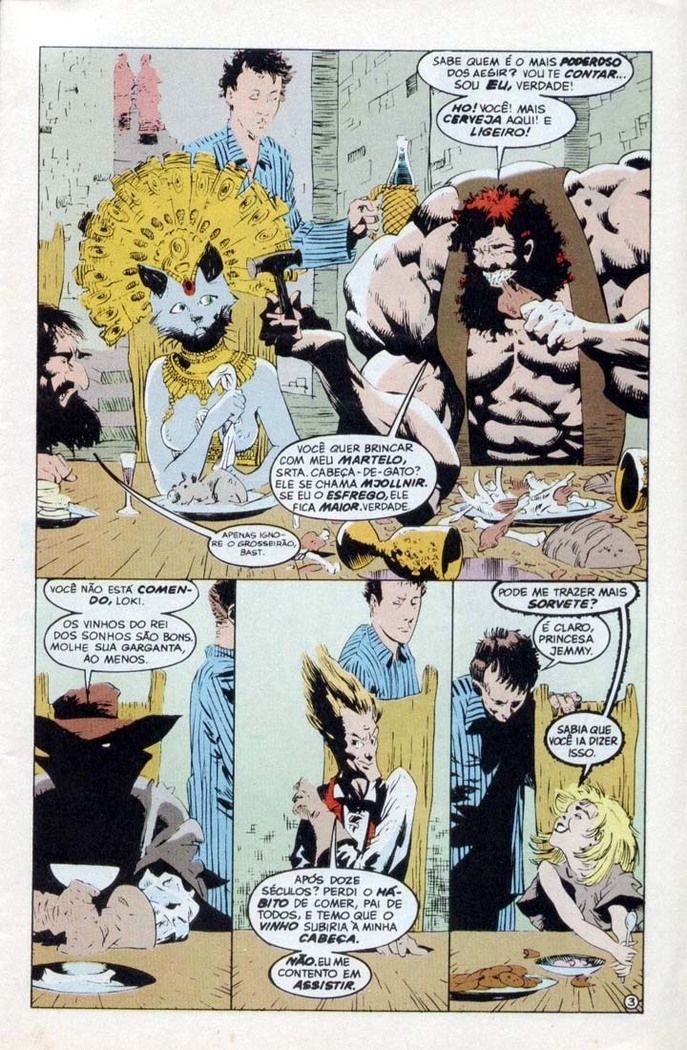 SABE QUEM É O MAIS PODEROSO
DOS AESIR? VOU TE CONTAR...
SOU EU, VERDADE!
HO! VOCÊ! MAIS
CERVEJA AQUI! E
LIGEIRO!
VOCÊ QUER BRINCAR
COM MEU MARTELO,
SRTA. CABEÇA-DE-GATO?
ELE SE CHAMA MJOLLNIR.
SE EU O ESFREGO, ELE
FICA MAIOR. VERDADE.
APENAS IGNO-
RE O GROSSEIRÃO,
BAST.
VOCÊ NÃO ESTÁ COMEN-
DO, LOKI.
OS VINHOS DO REI
DOS SONHOS SÃO BONS.
MOLHE SUA GARGANTA,
AO MENOS.
APÓS DOZE
SÉCULOS? PERDI O HÁ-
BITO DE COMER, PAI DE
TODOS, E TEMO QUE O
VINHO SUBIRIA À MINHA
CABEÇA.
NÃO. EU ME
CONTENTO EM
ASSISTIR.
PODE ME TRAZER MAIS
SORVETE?
É CLARO,
PRINCESA
JEMMY.
SABIA QUE
VOCÊ IA DIZER
ISSO.
3